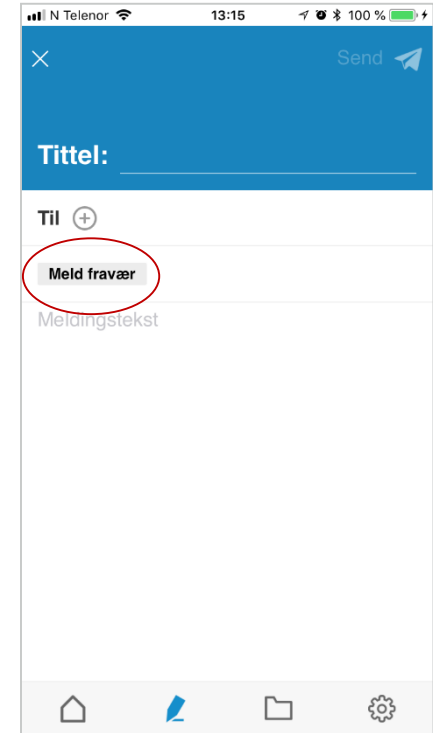 N Telenor 13:15 100 %
Send
Tittel:
Til
Meld fravær
Meldingstekst